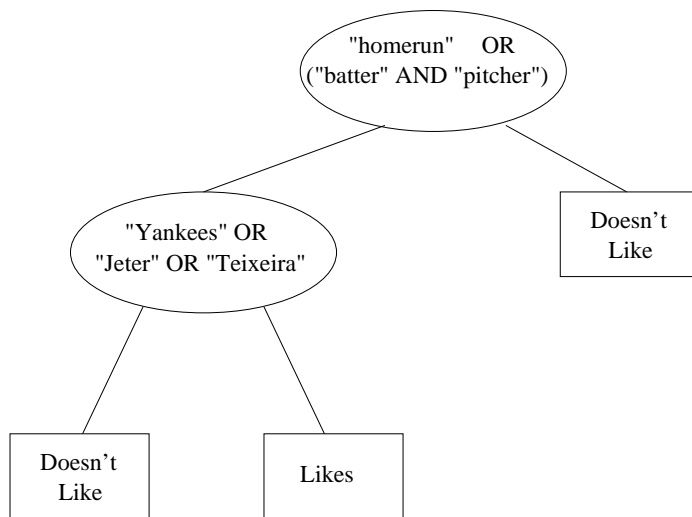 "homerun" OR
("batter" AND "pitcher")
"Yankees" OR
"Jeter" OR "Teixeira"
Doesn't
Like
Doesn't
Like
Likes